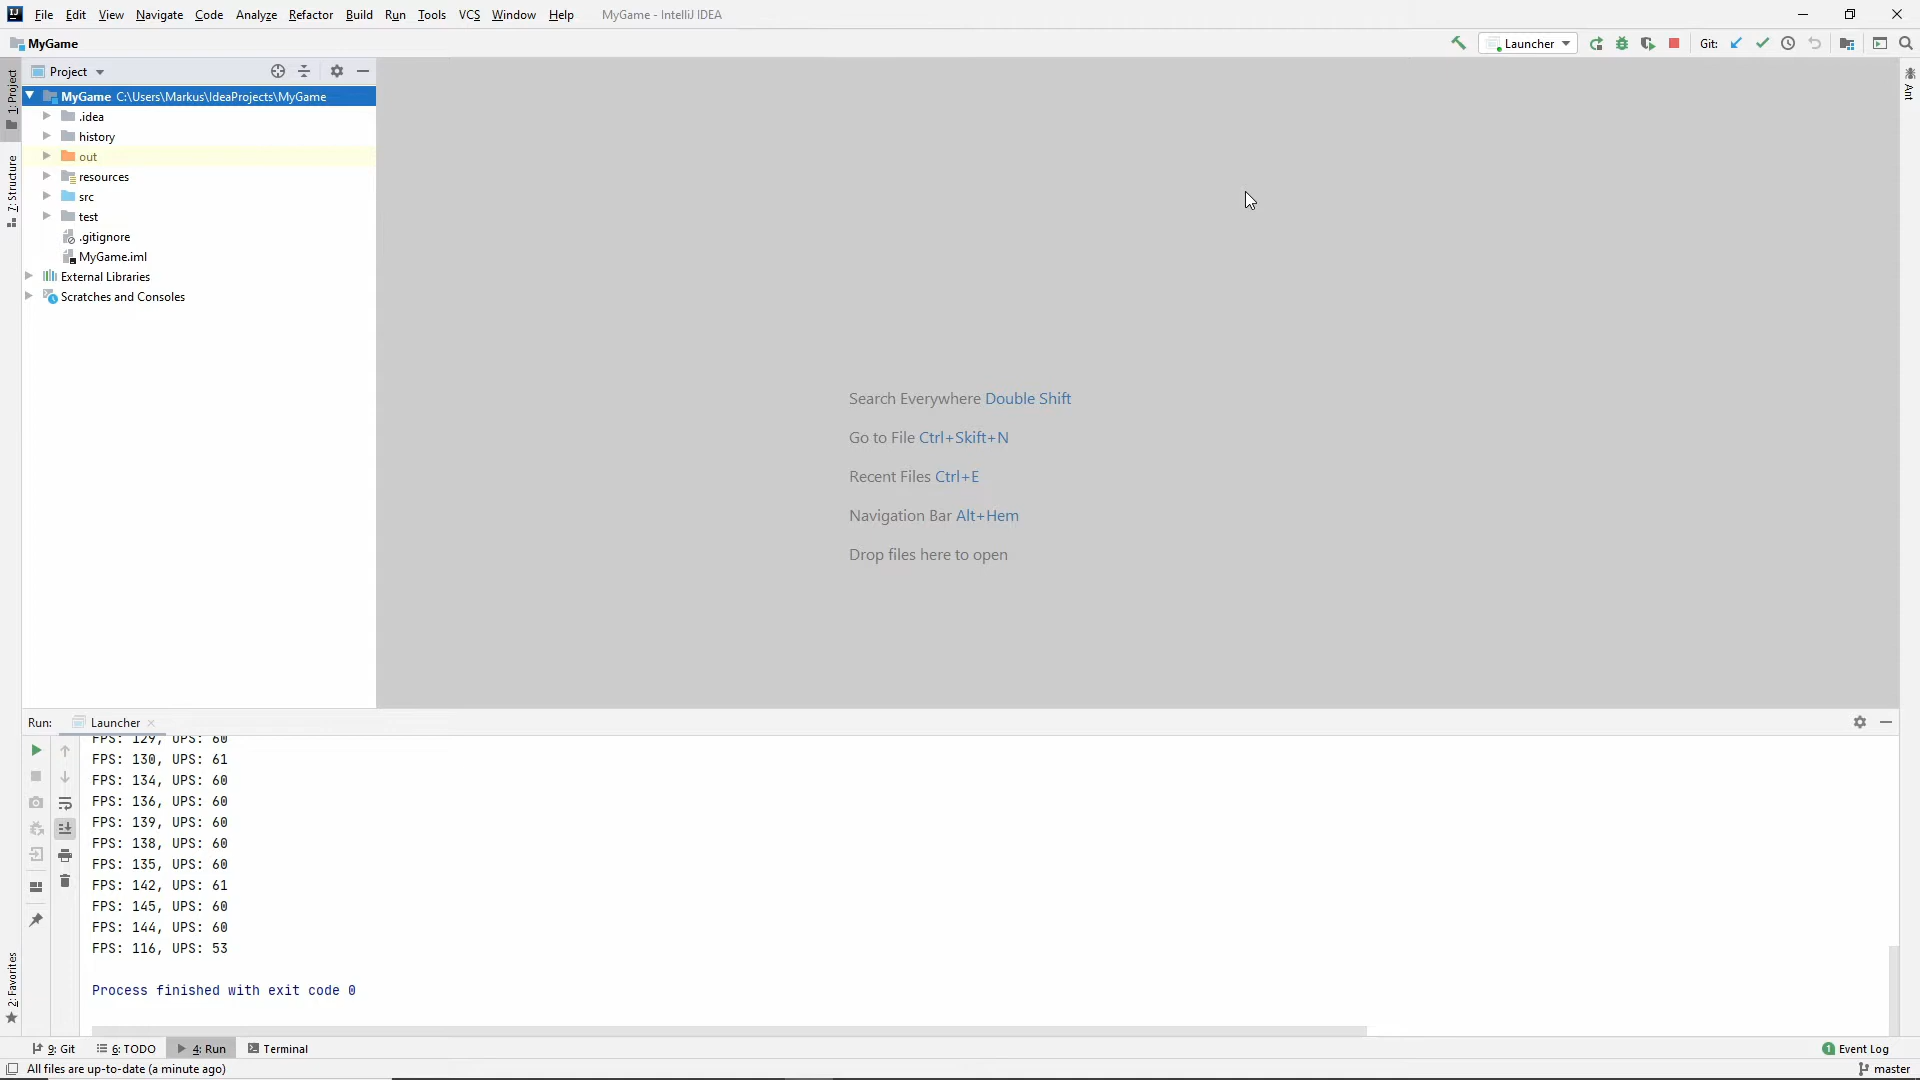 File Edit View Navigate Code Analyze Refactor Build Run Tools VCS Window Help MyGame - IntelliJ IDEA
MyGame Launcher Git:
Project
1: Project
MyGame C:\Users\Markus\IdeaProjects\MyGame
.idea
history
out
resources
src
test
.gitignore
MyGame.iml
External Libraries
Scratches and Consoles
7: Structure
Ant
Search Everywhere Double Shift
Go to File Ctrl+Skift+N
Recent Files Ctrl+E
Navigation Bar Alt+Hem
Drop files here to open
Run: Launcher
FPS: 129, UPS: 60
FPS: 130, UPS: 61
FPS: 134, UPS: 60
FPS: 136, UPS: 60
FPS: 139, UPS: 60
FPS: 138, UPS: 60
FPS: 135, UPS: 60
FPS: 142, UPS: 61
FPS: 145, UPS: 60
FPS: 144, UPS: 60
FPS: 116, UPS: 53
Process finished with exit code 0
2: Favorites
9: Git 6: TODO 4: Run Terminal 1 Event Log
All files are up-to-date (a minute ago) master